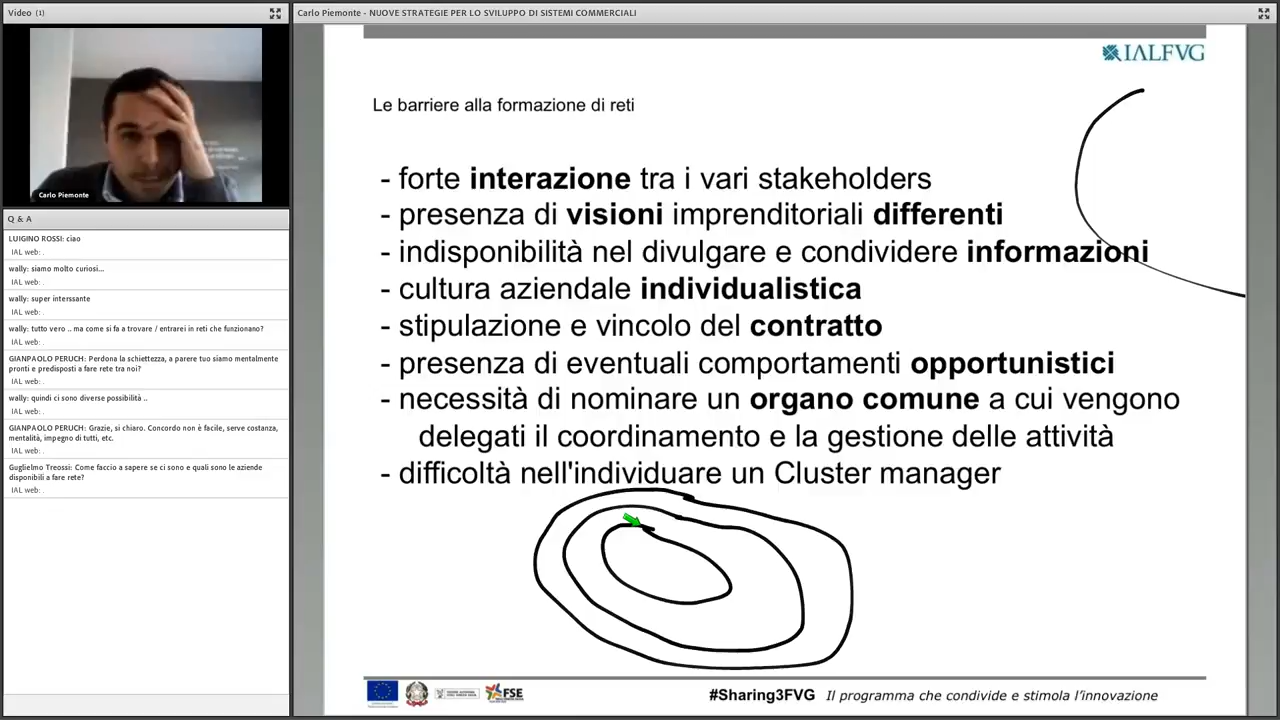 Video (1)
Carlo Piemonte
Q & A
LUIGINO ROSSI: ciao
IAL web: .
wally: siamo molto curiosi...
IAL web: .
wally: super interssante
IAL web: .
wally: tutto vero .. ma come si fa a trovare / entrarei in reti che funzionano?
IAL web: .
GIANPAOLO PERUCH: Perdona la schiettezza, a parere tuo siamo mentalmente
pronti e predisposti a fare rete tra noi?
IAL web: .
wally: quindi ci sono diverse possibilità ..
IAL web: .
GIANPAOLO PERUCH: Grazie, si chiaro. Concordo non è facile, serve costanza,
mentalità, impegno di tutti, etc.
IAL web: .
Guglielmo Treossi: Come faccio a sapere se ci sono e quali sono le aziende
disponibili a fare rete?
IAL web: .
Carlo Piemonte - NUOVE STRATEGIE PER LO SVILUPPO DI SISTEMI COMMERCIALI
IALFVG
Le barriere alla formazione di reti
- forte interazione tra i vari stakeholders
- presenza di visioni imprenditoriali differenti
- indisponibilità nel divulgare e condividere informazioni
- cultura aziendale individualistica
- stipulazione e vincolo del contratto
- presenza di eventuali comportamenti opportunistici
- necessità di nominare un organo comune a cui vengono
delegati il coordinamento e la gestione delle attività
- difficoltà nell'individuare un Cluster manager
FSE
#Sharing3FVG Il programma che condivide e stimola l'innovazione